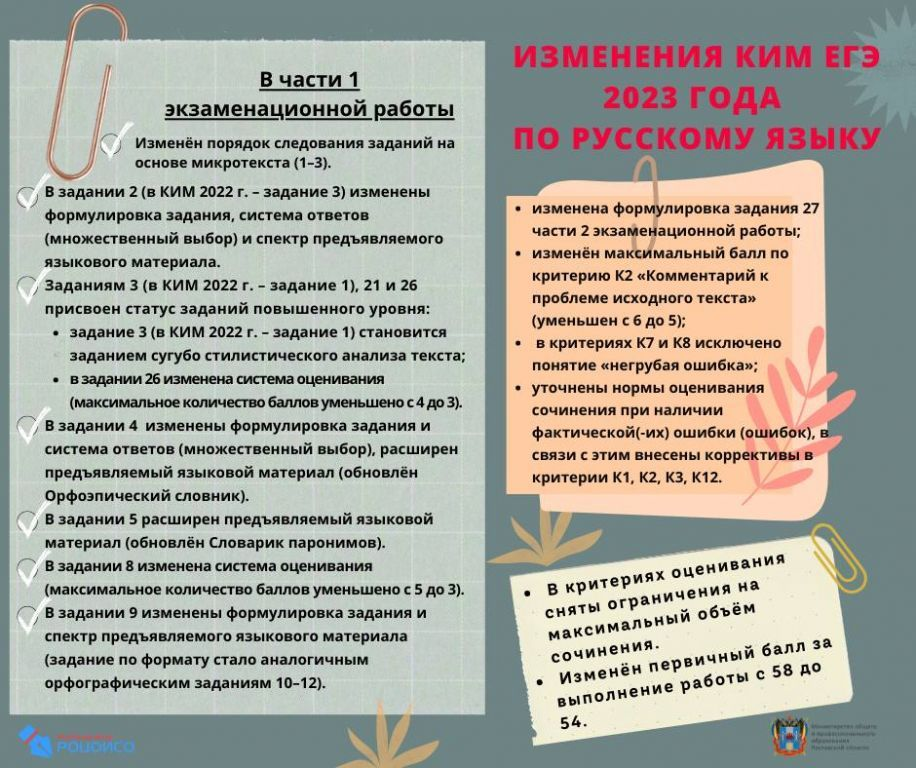 ИЗМЕНЕНИЯ КИМ ЕГЭ
2023 ГОДА
ПО РУССКОМУ ЯЗЫКУ
В части 1
экзаменационной работы
Изменён порядок следования заданий на
основе микротекста (1–3).
В задании 2 (в КИМ 2022 г. – задание 3) изменены
формулировка задания, система ответов
(множественный выбор) и спектр предъявляемого
языкового материала.
Заданиям 3 (в КИМ 2022 г. – задание 1), 21 и 26
присвоен статус заданий повышенного уровня:
• задание 3 (в КИМ 2022 г. – задание 1) становится
заданием сугубо стилистического анализа текста;
• в задании 26 изменена система оценивания
(максимальное количество баллов уменьшено с 4 до 3).
В задании 4 изменены формулировка задания и
система ответов (множественный выбор), расширен
предъявляемый языковой материал (обновлён
Орфоэпический словник).
В задании 5 расширен предъявляемый языковой
материал (обновлён Словарик паронимов).
В задании 8 изменена система оценивания
(максимальное количество баллов уменьшено с 5 до 3).
В задании 9 изменены формулировка задания и
спектр предъявляемого языкового материала
(задание по формату стало аналогичным
орфографическим заданиям 10–12).
• изменена формулировка задания 27
части 2 экзаменационной работы;
• изменён максимальный балл по
критерию К2 «Комментарий к
проблеме исходного текста»
(уменьшен с 6 до 5);
• в критериях К7 и К8 исключено
понятие «негрубая ошибка»;
• уточнены нормы оценивания
сочинения при наличии
фактической(-их) ошибки (ошибок), в
связи с этим внесены коррективы в
критерии К1, К2, К3, К12.
• В критериях оценивания
сняты ограничения на
максимальный объём
сочинения.
• Изменён первичный балл за
выполнение работы с 58 до
54.
РОЦОИСО
Министерство общего
и профессионального
образования
Ростовской области